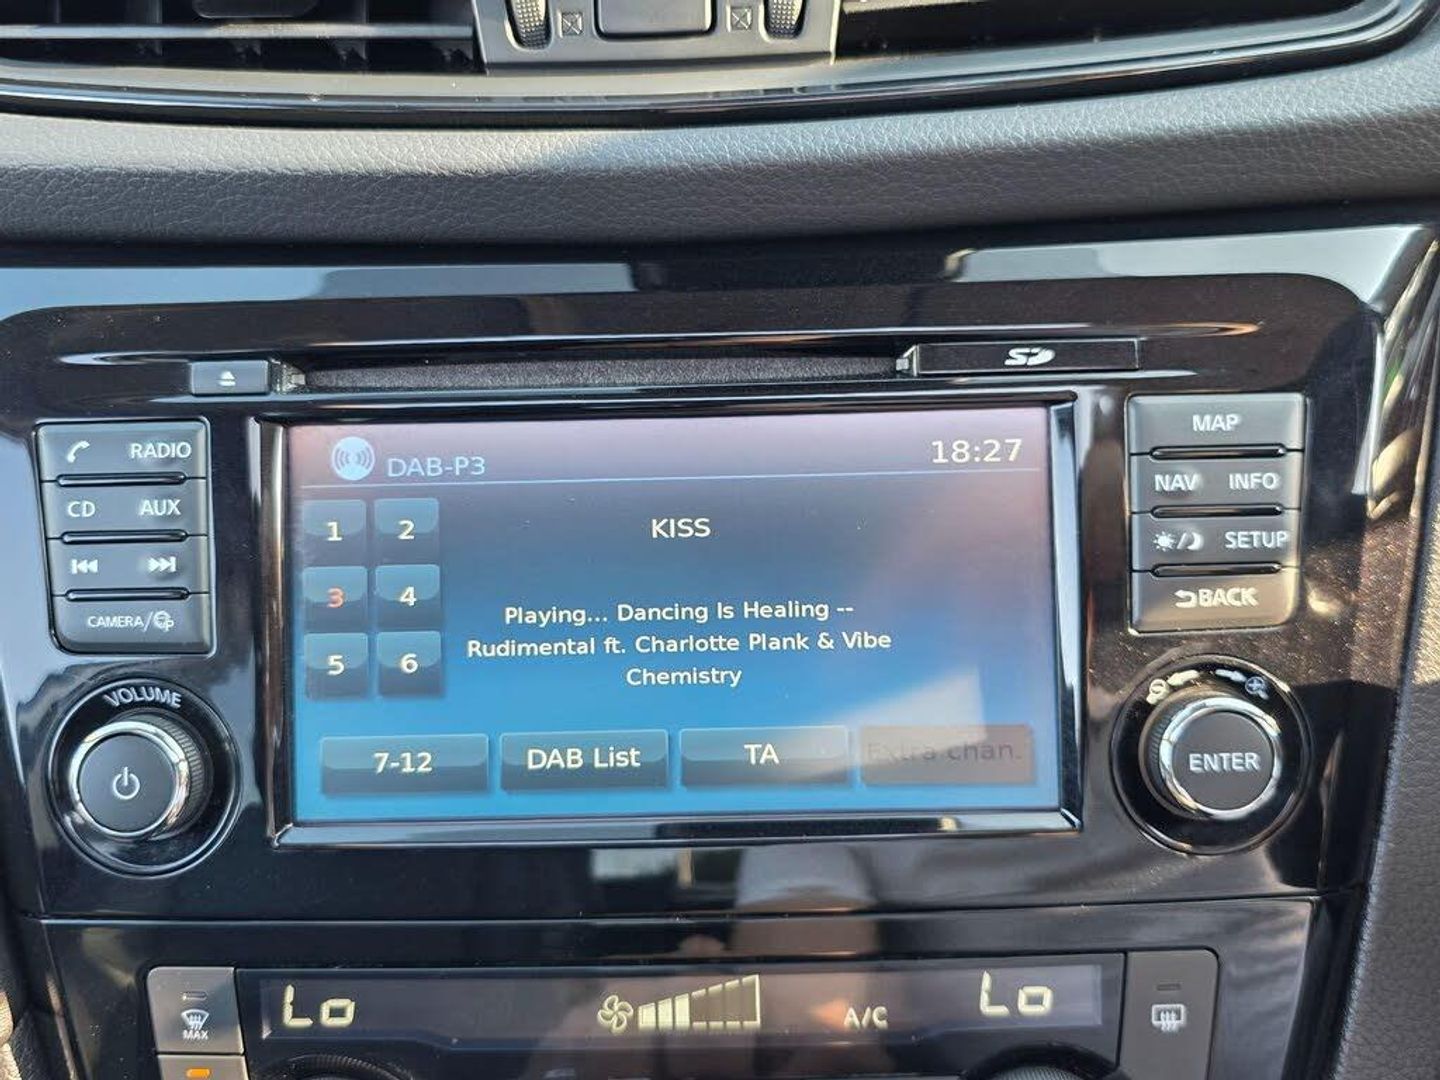 SD
RADIO
CD AUX
CAMERA/
VOLUME
DAB-P3
18:27
1 2
3 4
5 6
KISS
Playing... Dancing Is Healing --
Rudimental ft. Charlotte Plank & Vibe
Chemistry
7-12
DAB List
TA
Extra chan.
MAP
NAV INFO
SETUP
BACK
ENTER
MAX
Lo
A/C
Lo